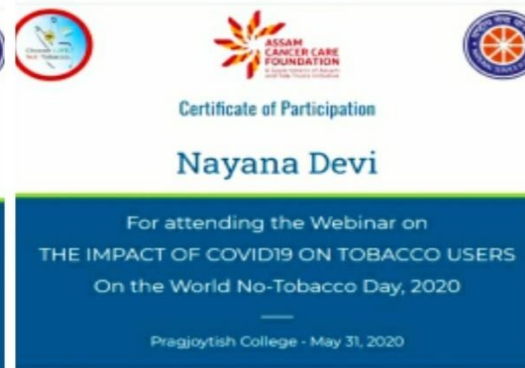 ASSAM
CANCER CARE
FOUNDATION
Certificate of Participation
Nayana Devi
For attending the Webinar on
THE IMPACT OF COVID19 ON TOBACCO USERS
On the World No-Tobacco Day, 2020
Pragjoytish College - May 31, 2020